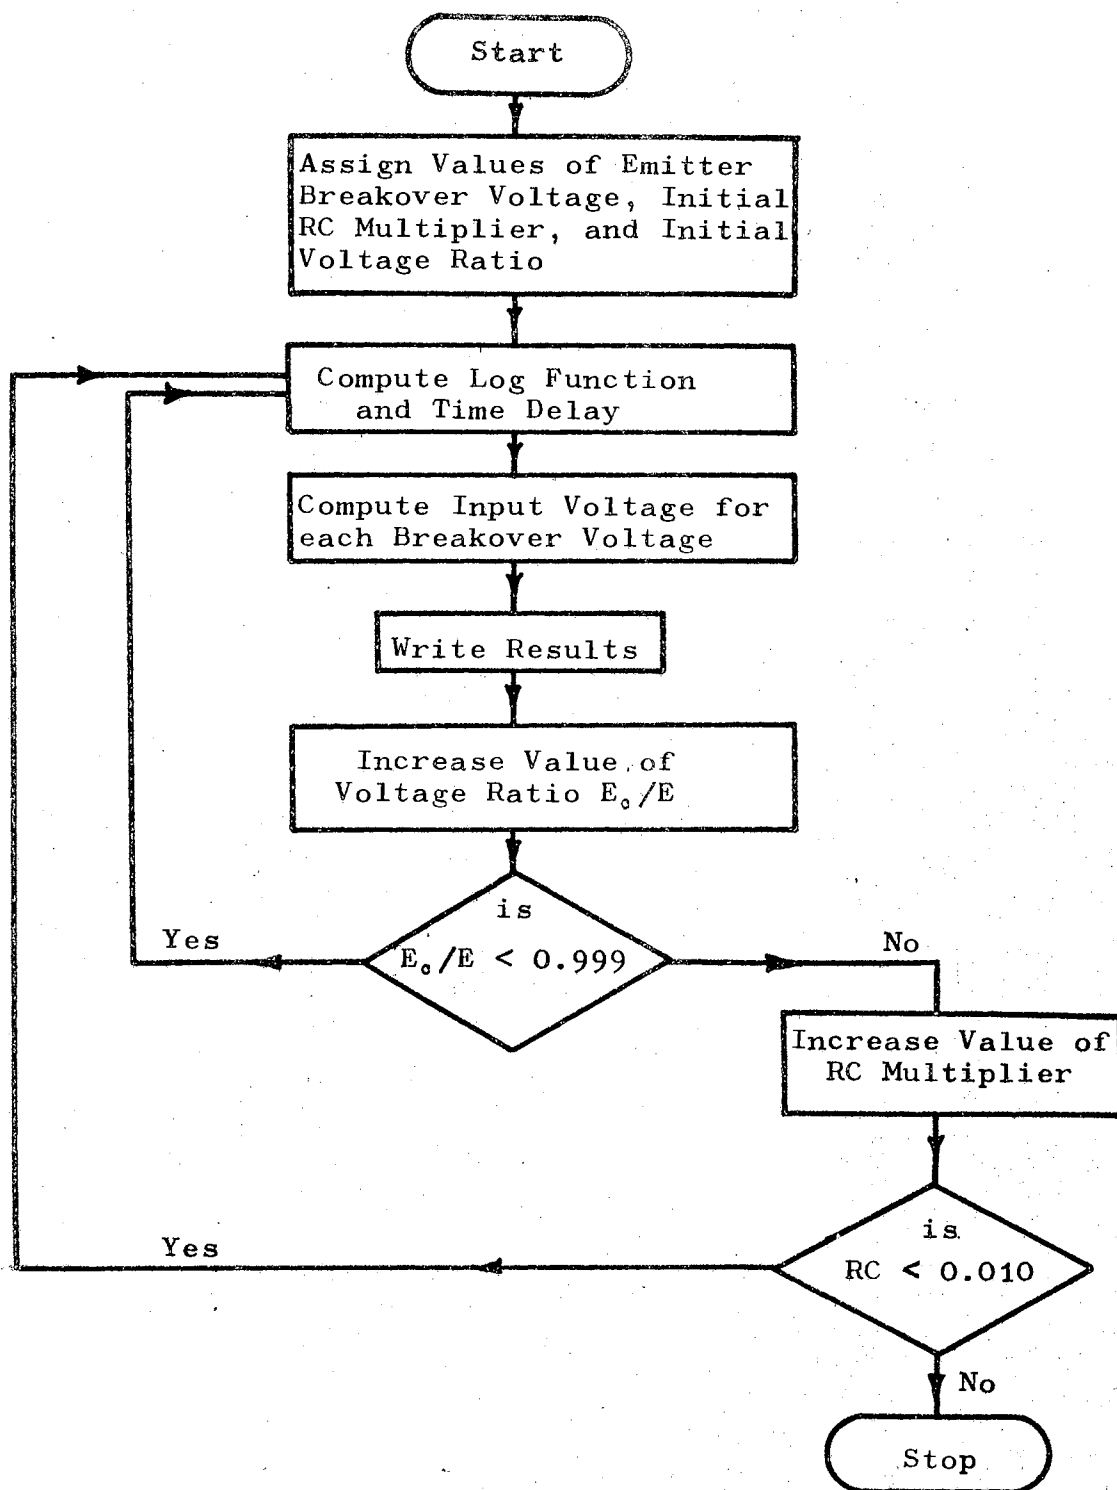 Start
Assign Values of Emitter
Breakover Voltage, Initial
RC Multiplier, and Initial
Voltage Ratio
Compute Log Function
and Time Delay
Compute Input Voltage for
each Breakover Voltage
Write Results
Increase Value of
Voltage Ratio Eₒ/E
is
Eₒ/E < 0.999
Yes
No
Increase Value of
RC Multiplier
is
RC < 0.010
Yes
No
Stop